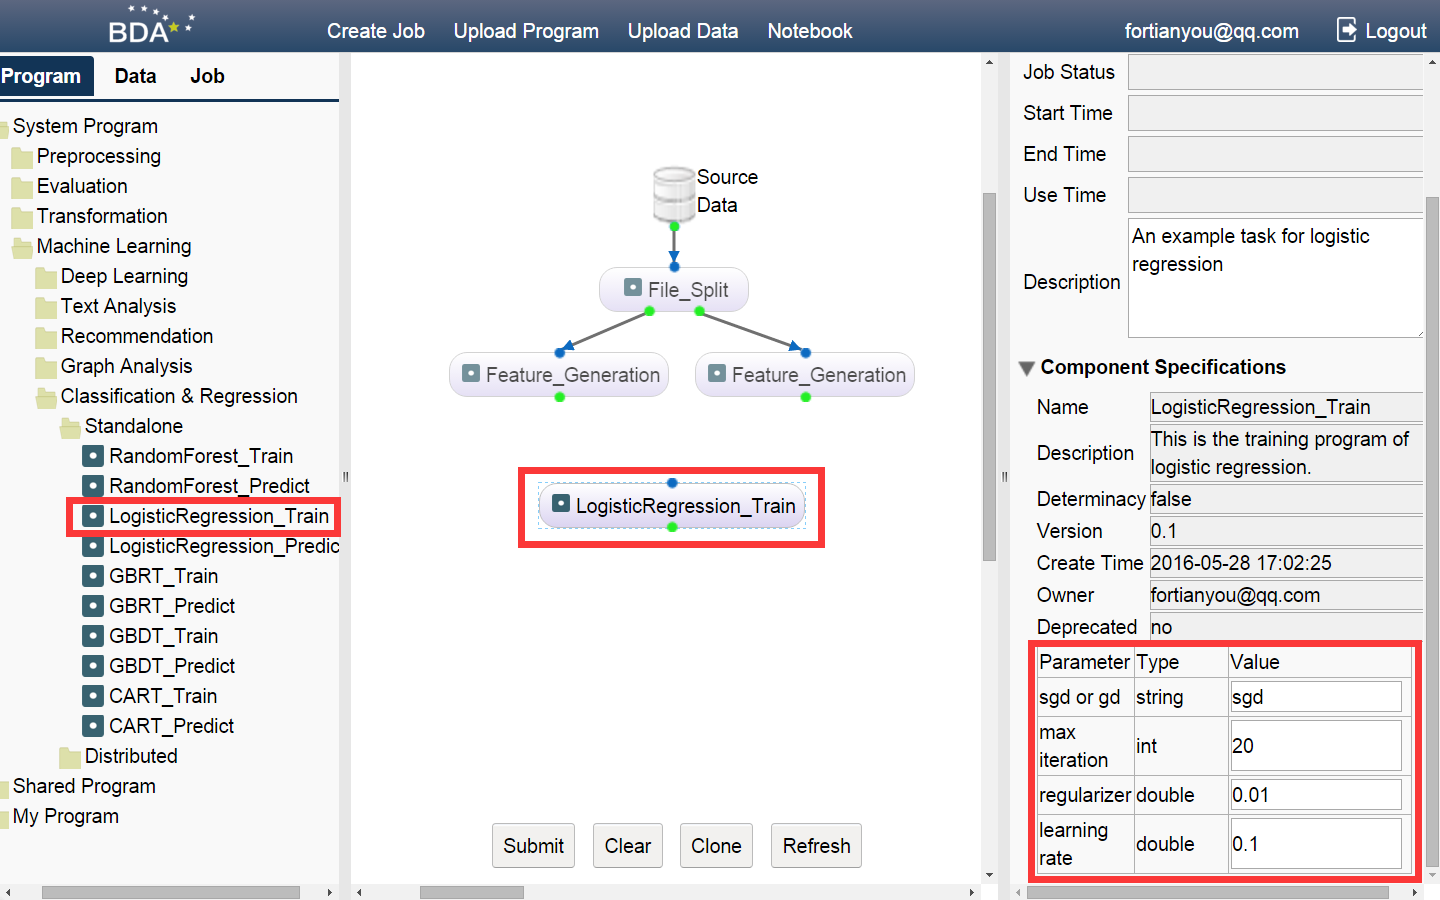 BDA
Create Job
Upload Program
Upload Data
Notebook
fortianyou@qq.com
Logout
Program
Data
Job
System Program
Preprocessing
Evaluation
Transformation
Machine Learning
Deep Learning
Text Analysis
Recommendation
Graph Analysis
Classification & Regression
Standalone
RandomForest_Train
RandomForest_Predict
LogisticRegression_Train
LogisticRegression_Predic
GBRT_Train
GBRT_Predict
GBDT_Train
GBDT_Predict
CART_Train
CART_Predict
Distributed
Shared Program
My Program
Source
Data
File_Split
Feature_Generation
Feature_Generation
LogisticRegression_Train
Submit
Clear
Clone
Refresh
Job Status
Start Time
End Time
Use Time
Description
An example task for logistic
regression
Component Specifications
Name LogisticRegression_Train
Description
This is the training program of
logistic regression.
Determinacy false
Version 0.1
Create Time 2016-05-28 17:02:25
Owner fortianyou@qq.com
Deprecated no
Parameter Type Value
sgd or gd string sgd
max
iteration int 20
regularizer double 0.01
learning
rate double 0.1